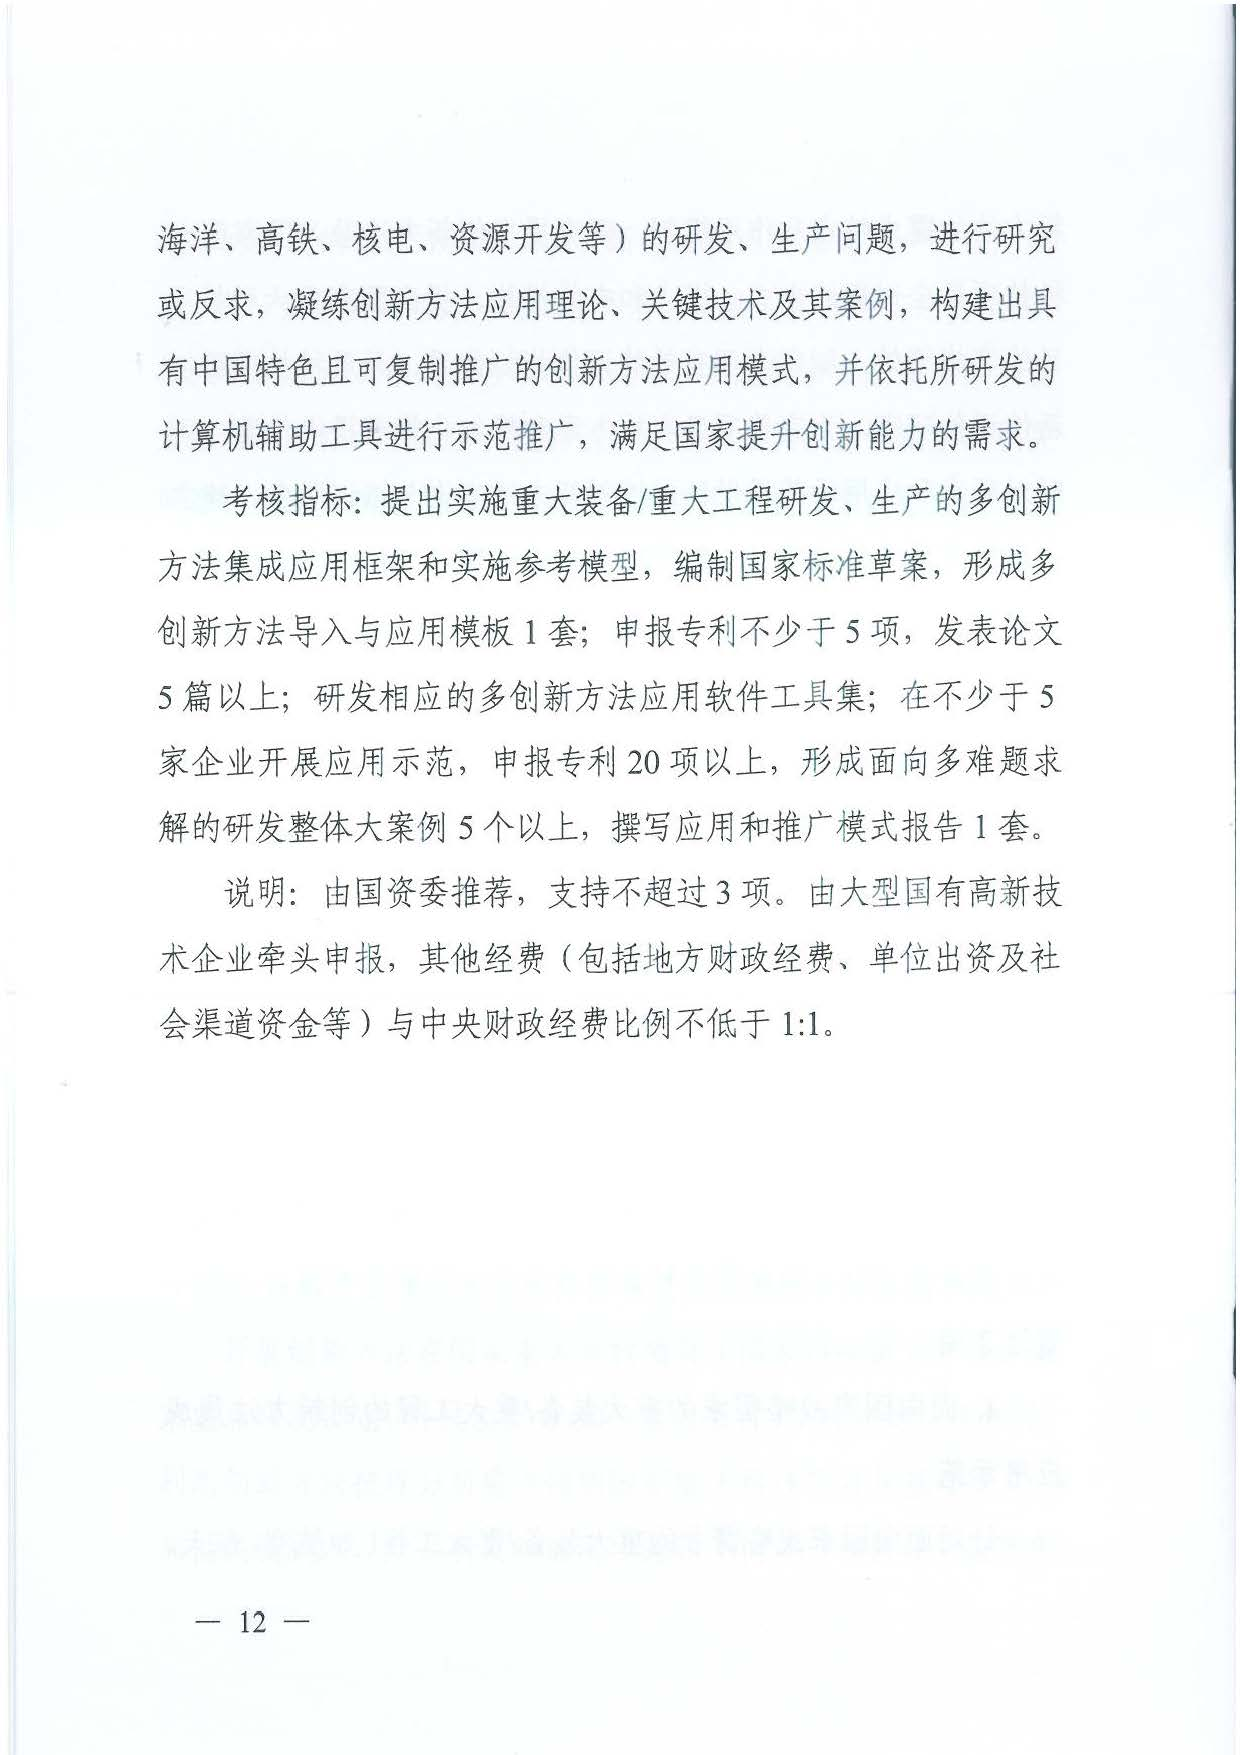 海洋、高铁、核电、资源开发等）的研发、生产问题，进行研究
或反求，凝练创新方法应用理论、关键技术及其案例，构建出具
有中国特色且可复制推广的创新方法应用模式，并依托所研发的
计算机辅助工具进行示范推广，满足国家提升创新能力的需求。
考核指标：提出实施重大装备/重大工程研发、生产的多创新
方法集成应用框架和实施参考模型，编制国家标准草案，形成多
创新方法导入与应用模板 1 套；申报专利不少于 5 项，发表论文
5 篇以上；研发相应的多创新方法应用软件工具集；在不少于 5
家企业开展应用示范，申报专利 20 项以上，形成面向多难题求
解的研发整体大案例 5 个以上，撰写应用和推广模式报告 1 套。
说明：由国资委推荐，支持不超过 3 项。由大型国有高新技
术企业牵头申报，其他经费（包括地方财政经费、单位出资及社
会渠道资金等）与中央财政经费比例不低于 1:1。
— 12 —